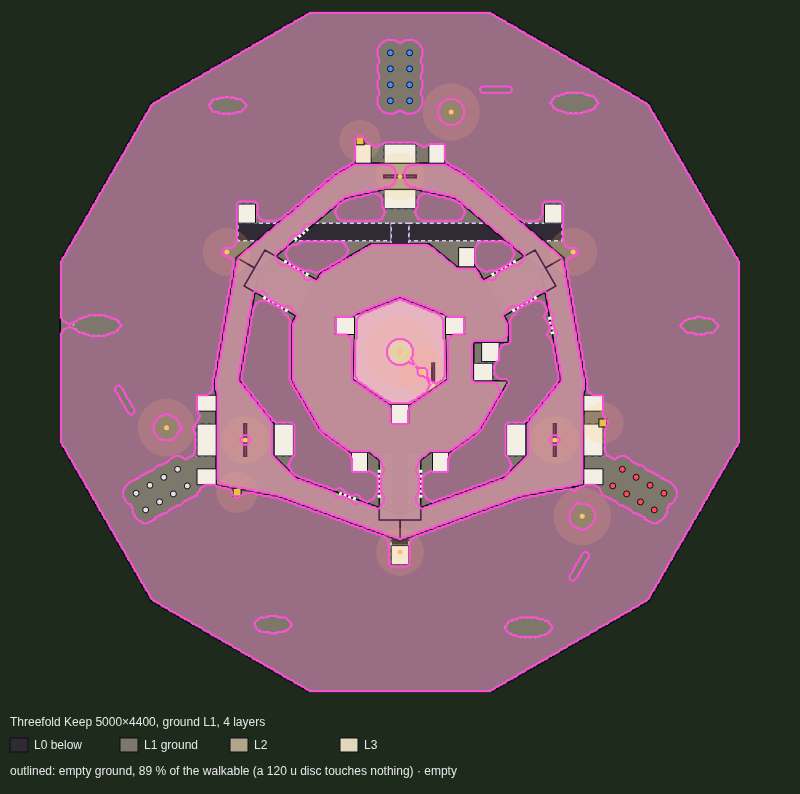 Threefold Keep 5000×4400, ground L1, 4 layers
L0 below L1 ground L2 L3
outlined: empty ground, 89 % of the walkable (a 120 u disc touches nothing) · empty